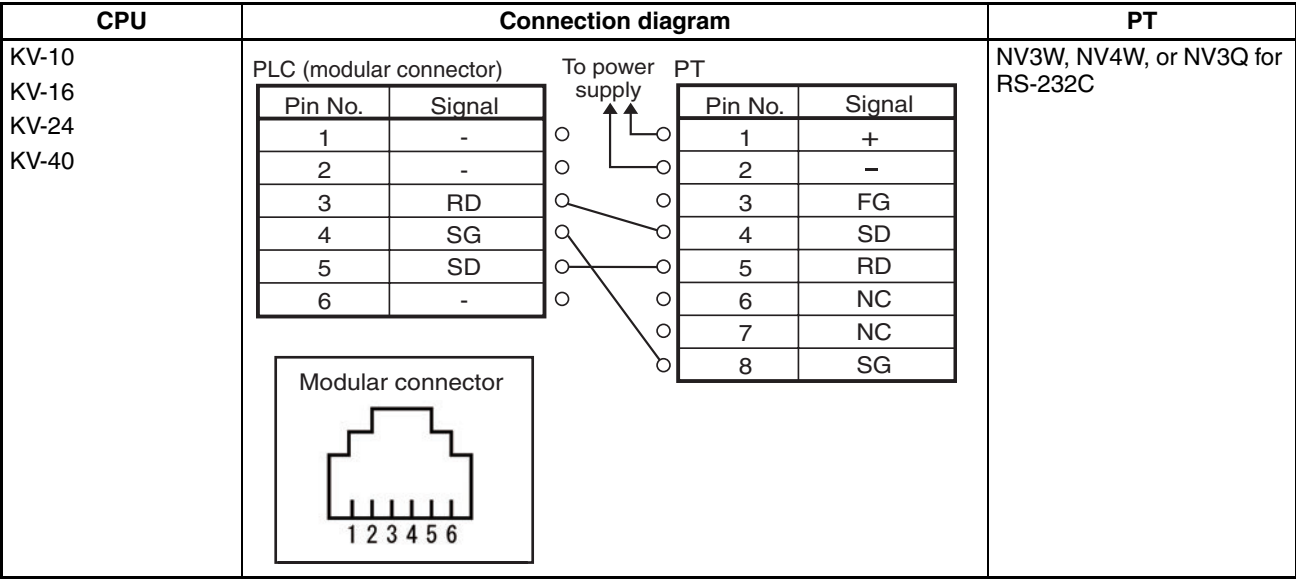 CPU Connection diagram PT
KV-10
KV-16
KV-24
KV-40
PLC (modular connector)
Pin No. Signal
1 -
2 -
3 RD
4 SG
5 SD
6 -
To power
supply
PT
Pin No. Signal
1 +
2 −
3 FG
4 SD
5 RD
6 NC
7 NC
8 SG
Modular connector
1 2 3 4 5 6
NV3W, NV4W, or NV3Q for
RS-232C